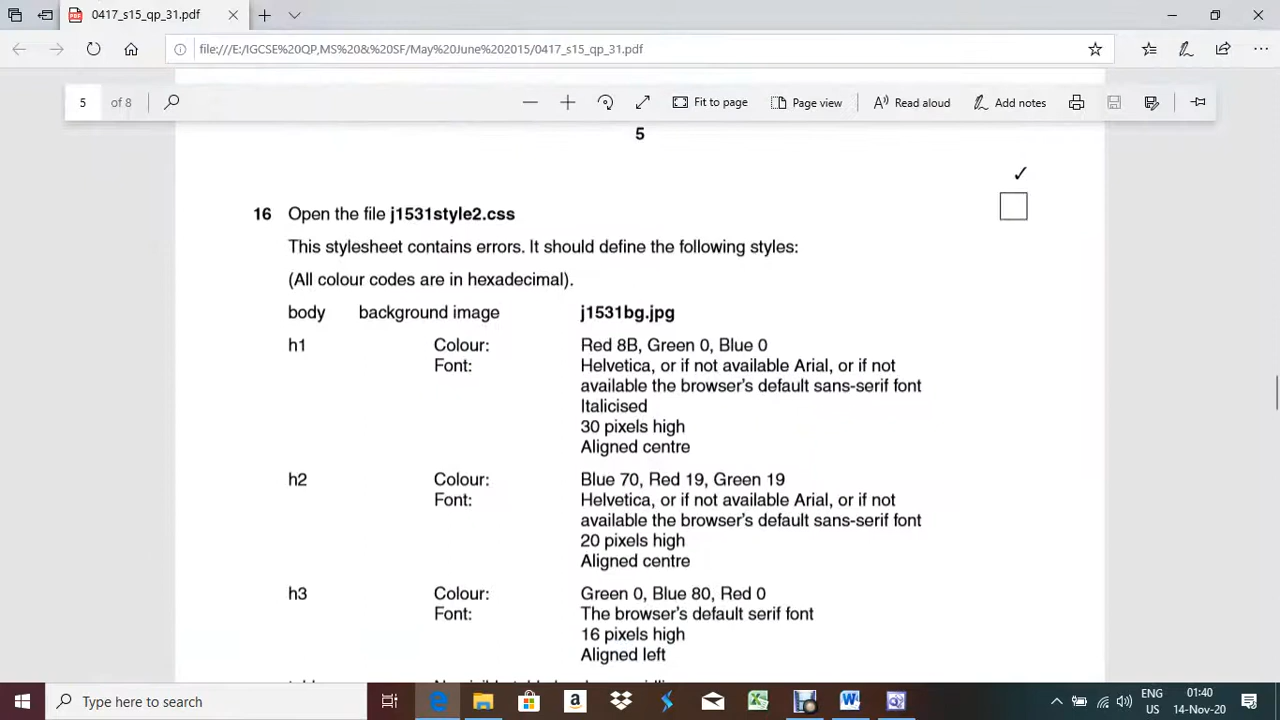 0417_s15_qp_31.pdf
file:///E:/IGCSE%20QP,MS%20&%20SF/May%20June%202015/0417_s15_qp_31.pdf
5 of 8
Fit to page
Page view
Read aloud
Add notes
5
✓
16 Open the file j1531style2.css
This stylesheet contains errors. It should define the following styles:
(All colour codes are in hexadecimal).
body background image j1531bg.jpg
h1 Colour: Red 8B, Green 0, Blue 0
Font: Helvetica, or if not available Arial, or if not
available the browser's default sans-serif font
Italicised
30 pixels high
Aligned centre
h2 Colour: Blue 70, Red 19, Green 19
Font: Helvetica, or if not available Arial, or if not
available the browser's default sans-serif font
20 pixels high
Aligned centre
h3 Colour: Green 0, Blue 80, Red 0
Font: The browser's default serif font
16 pixels high
Aligned left
Type here to search
ENG
US
01:40
14-Nov-20